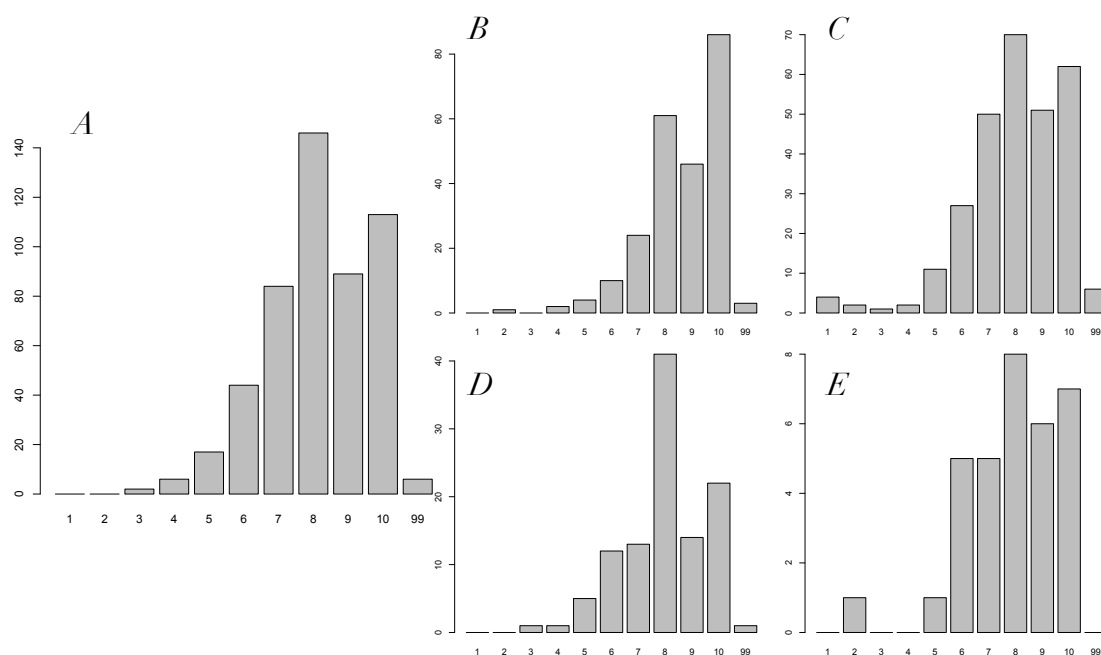 A
0 20 40 60 80 100 120 140
1 2 3 4 5 6 7 8 9 10 99
B
0 20 40 60 80
1 2 3 4 5 6 7 8 9 10 99
C
0 10 20 30 40 50 60 70
1 2 3 4 5 6 7 8 9 10 99
D
0 10 20 30 40
1 2 3 4 5 6 7 8 9 10 99
E
0 2 4 6 8
1 2 3 4 5 6 7 8 9 10 99